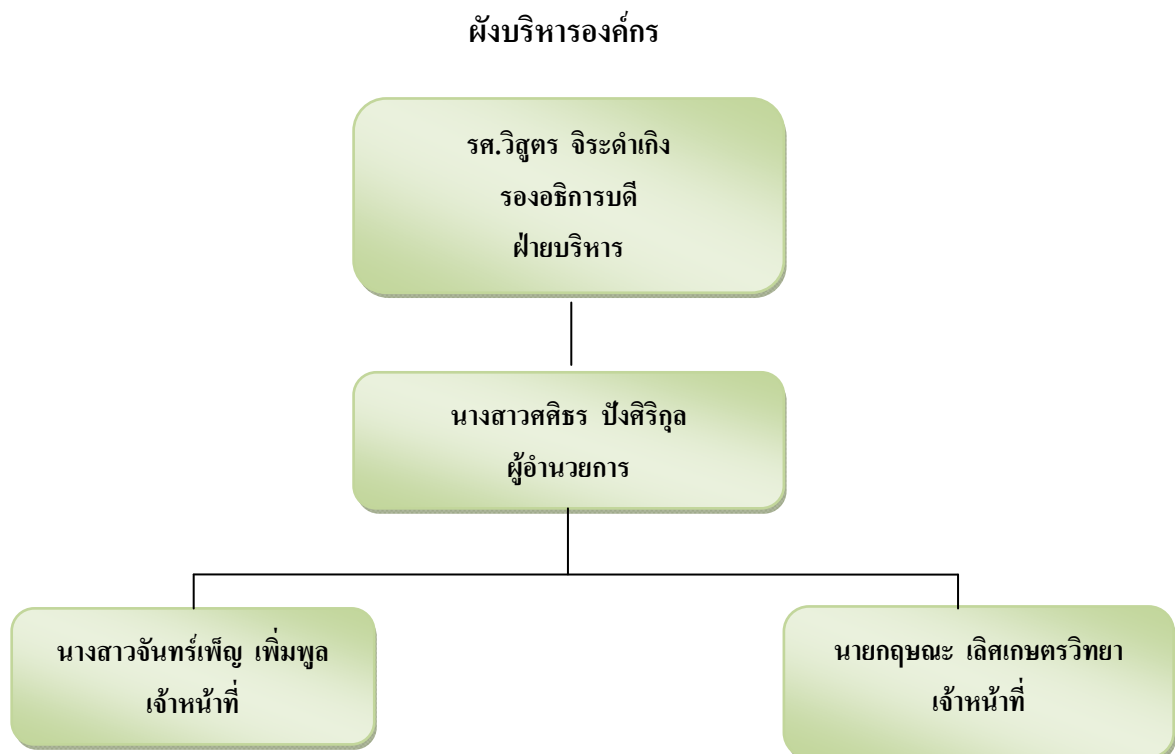 ผังบริหารองค์กร
รศ.วิสูตร จิระดำเกิง
รองอธิการบดี
ฝ่ายบริหาร
นางสาวศศิธร ปังศิริกุล
ผู้อำนวยการ
นางสาวจันทร์เพ็ญ เพิ่มพูล
เจ้าหน้าที่
นายกฤษณะ เลิศเกษตรวิทยา
เจ้าหน้าที่